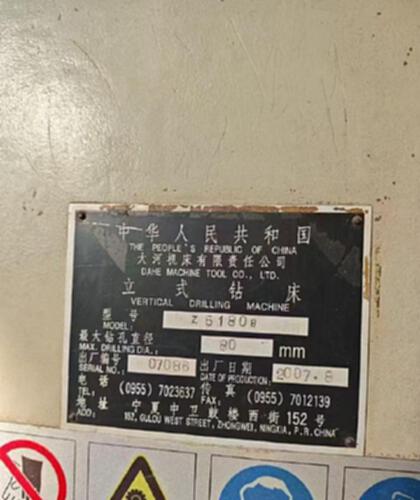 中华人民共和国
THE PEOPLE'S REPUBLIC OF CHINA
大河机床有限责任公司
DAHE MACHINE TOOL CO., LTD.
立式钻床
VERTICAL DRILLING MACHINE
型号
MODEL:
最大钻孔直径 80 mm
MAX. DRILLING DIA.:
出厂编号 07086 出厂日期 2007.8
SERIAL NO.: DATE OF PRODUCTION:
电话 (0955) 7023637 传真 (0955) 7012139
TEL: FAX:
地址 宁夏中卫鼓楼西街152号
ADD: 152, GULOU WEST STREET, ZHONGWEI, NINGXIA, P.R.CHINA